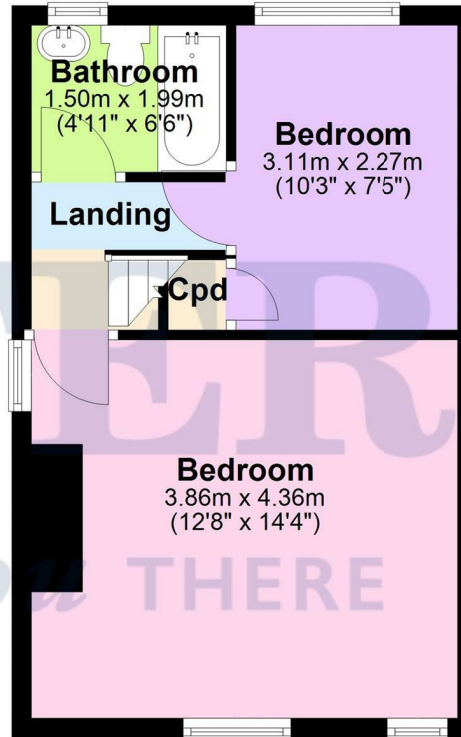 Bathroom
1.50m x 1.99m
(4'11" x 6'6")
Bedroom
3.11m x 2.27m
(10'3" x 7'5")
Landing
Cpd
TER
Bedroom
3.86m x 4.36m
(12'8" x 14'4")
THERE